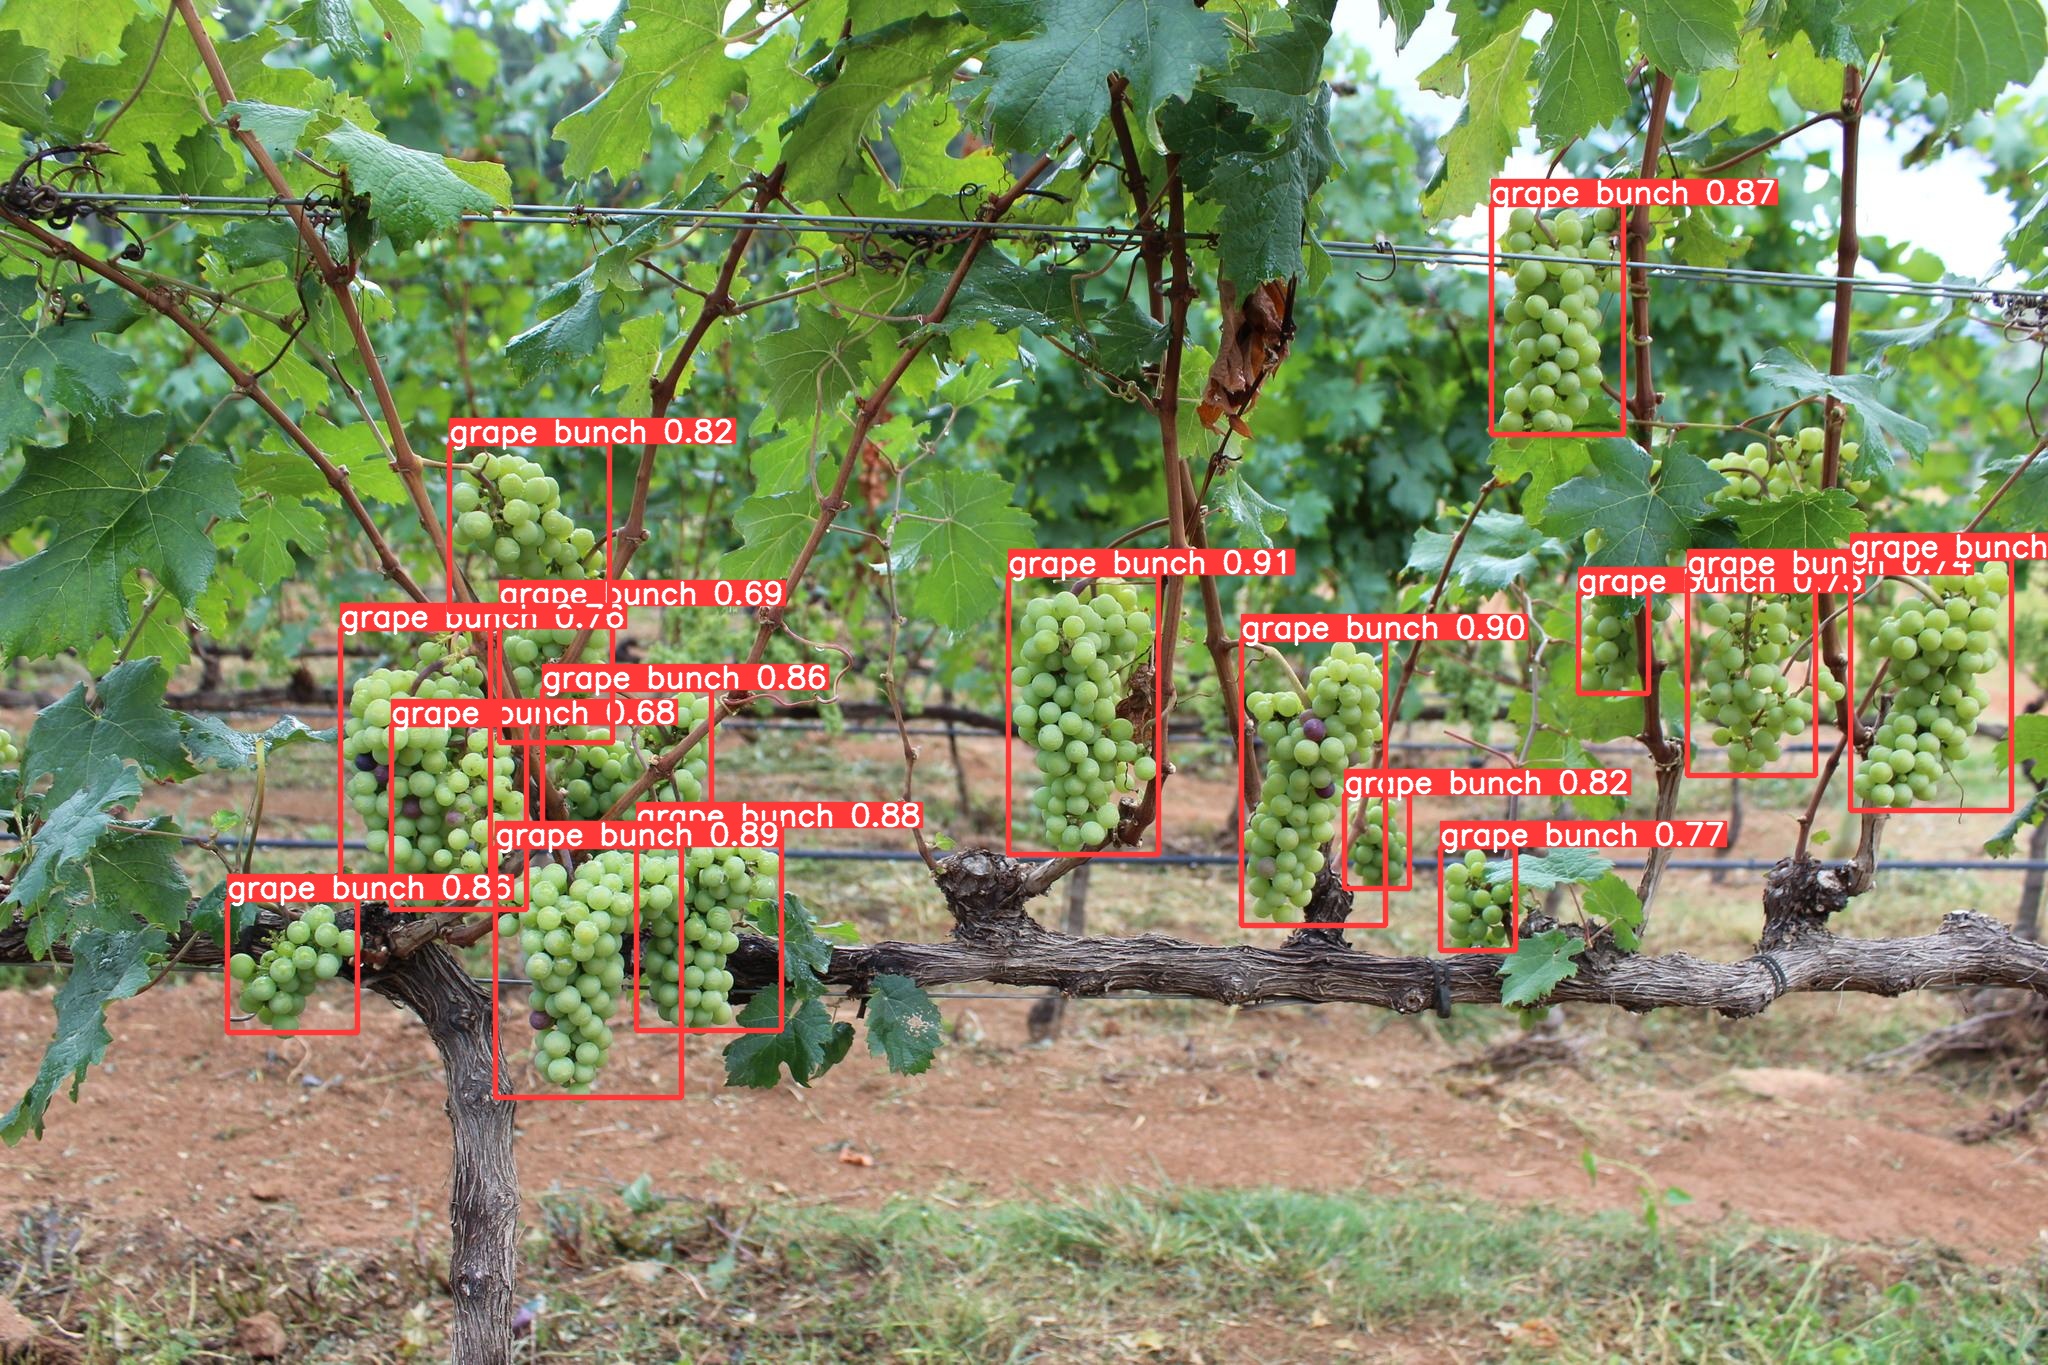 grape bunch 0.87
grape bunch 0.82
grape bunch
grape bunch 0.91
grape bunch 0.74
grape bunch
grape bunch 0.69
grape bunch 0.78
grape bunch 0.90
grape bunch 0.86
grape bunch 0.68
grape bunch 0.82
grape bunch 0.88
grape bunch 0.89
grape bunch 0.77
grape bunch 0.86